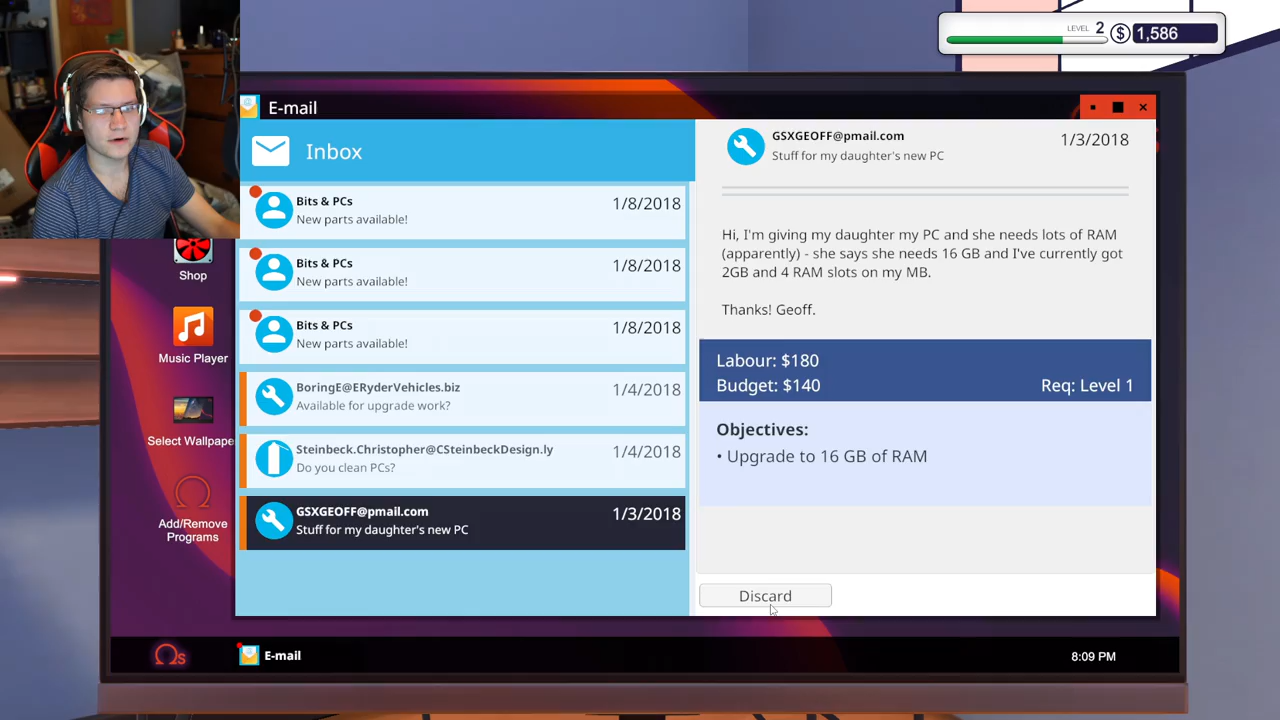 LEVEL 2 $ 1,586
E-mail
Inbox
Bits & PCs 1/8/2018
New parts available!
Bits & PCs 1/8/2018
New parts available!
Bits & PCs 1/8/2018
New parts available!
BoringE@ERyderVehicles.biz 1/4/2018
Available for upgrade work?
Steinbeck.Christopher@CSteinbeckDesign.ly 1/4/2018
Do you clean PCs?
GSXGEOFF@pmail.com 1/3/2018
Stuff for my daughter's new PC
GSXGEOFF@pmail.com 1/3/2018
Stuff for my daughter's new PC
Hi, I'm giving my daughter my PC and she needs lots of RAM
(apparently) - she says she needs 16 GB and I've currently got
2GB and 4 RAM slots on my MB.
Thanks! Geoff.
Labour: $180
Budget: $140 Req: Level 1
Objectives:
• Upgrade to 16 GB of RAM
Discard
Shop
Music Player
Select Wallpape
Add/Remove
Programs
Ωs E-mail 8:09 PM